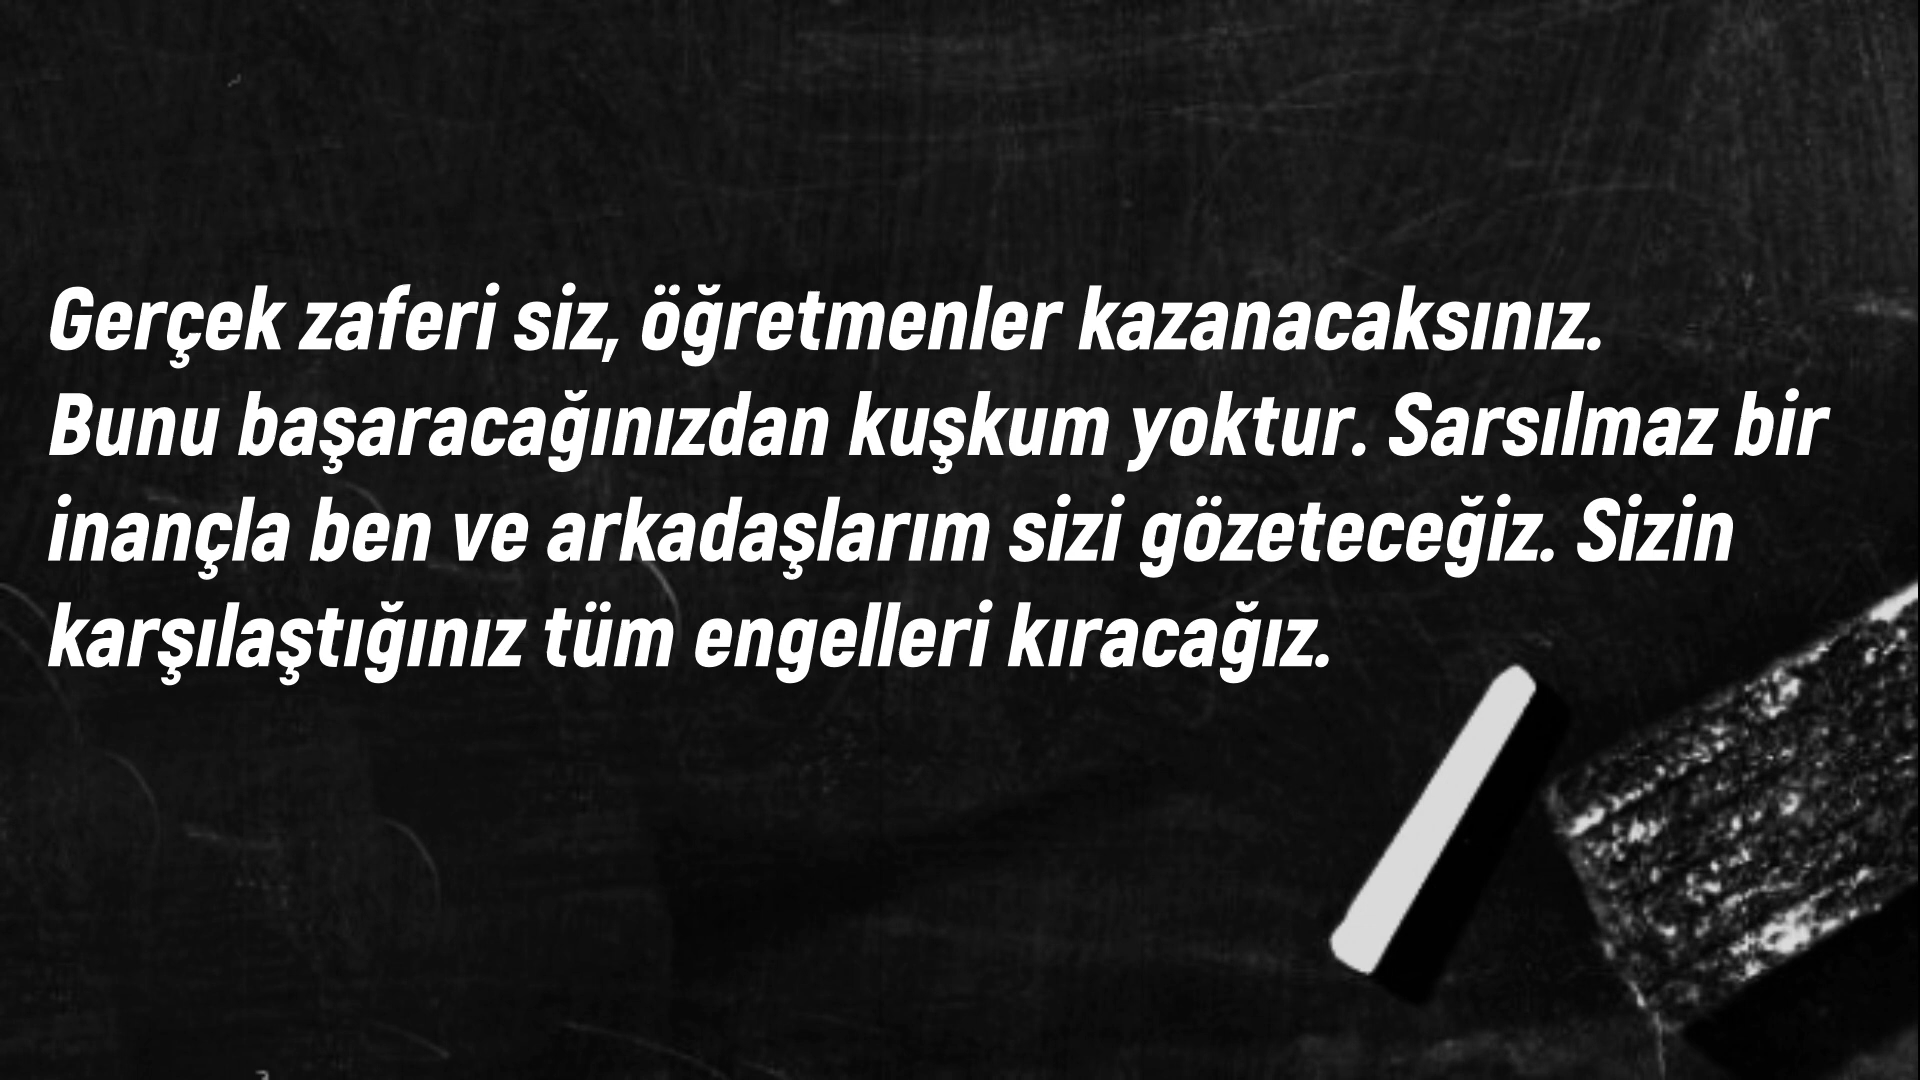 Gerçek zaferi siz, öğretmenler kazanacaksınız.
Bunu başaracağınızdan kuşkum yoktur. Sarsılmaz bir
inançla ben ve arkadaşlarım sizi gözeteceğiz. Sizin
karşılaştığınız tüm engelleri kıracağız.